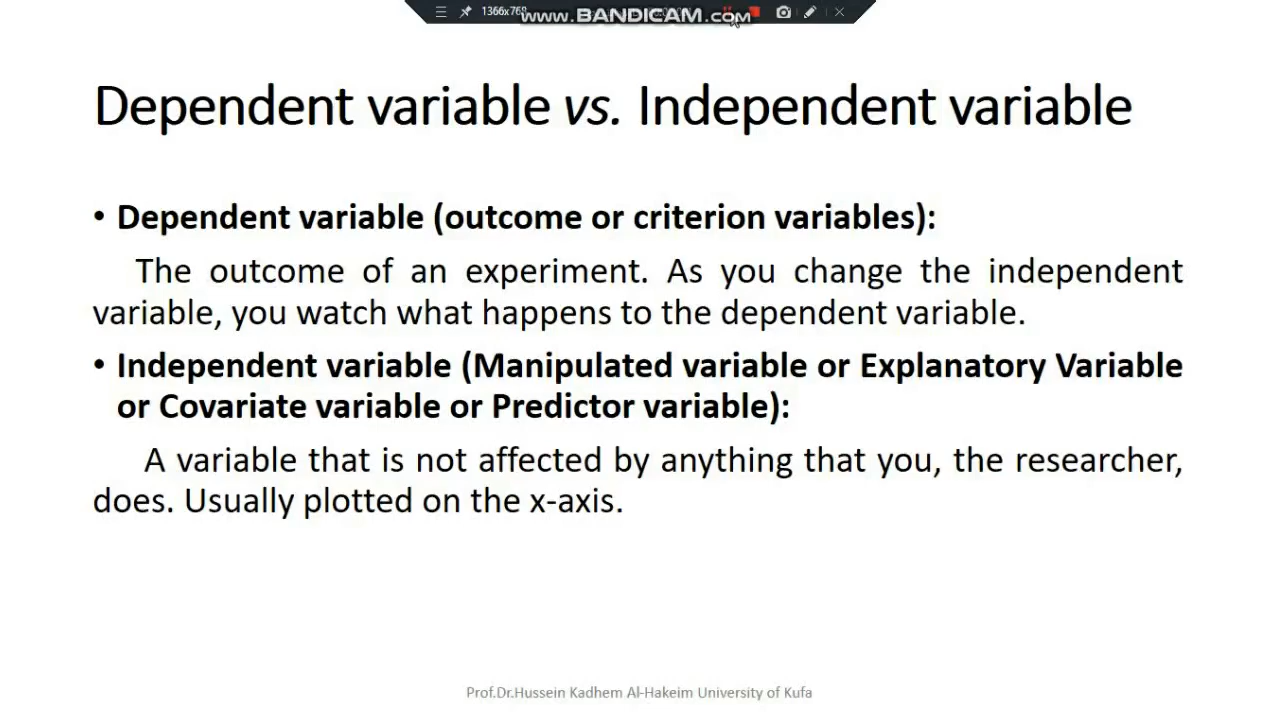 1366x768
www.BANDICAM.com
Dependent variable vs. Independent variable
• Dependent variable (outcome or criterion variables):
The outcome of an experiment. As you change the independent
variable, you watch what happens to the dependent variable.
• Independent variable (Manipulated variable or Explanatory Variable
or Covariate variable or Predictor variable):
A variable that is not affected by anything that you, the researcher,
does. Usually plotted on the x-axis.
Prof.Dr.Hussein Kadhem Al-Hakeim University of Kufa